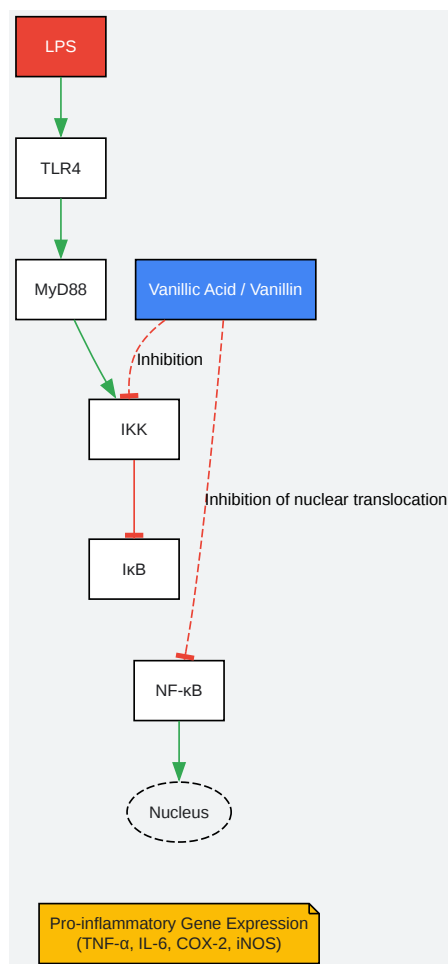 LPS
TLR4
MyD88
Vanillic Acid / Vanillin
Inhibition
IKK
Inhibition of nuclear translocation
IκB
NF-κB
Nucleus
Pro-inflammatory Gene Expression
(TNF-α, IL-6, COX-2, iNOS)